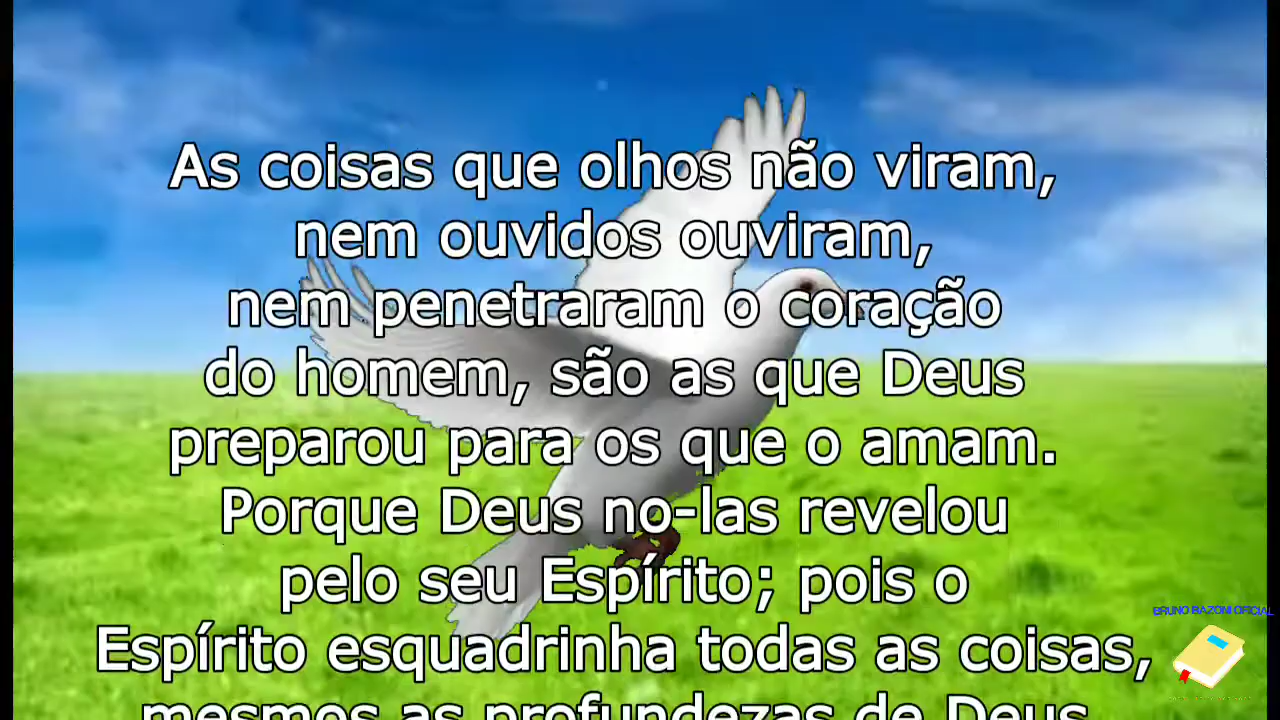 As coisas que olhos não viram,
nem ouvidos ouviram,
nem penetraram o coração
do homem, são as que Deus
preparou para os que o amam.
Porque Deus no-las revelou
pelo seu Espírito; pois o
Espírito esquadrinha todas as coisas,
mesmos as profundezas de Deus
BRUNO BAZONI OFICIAL